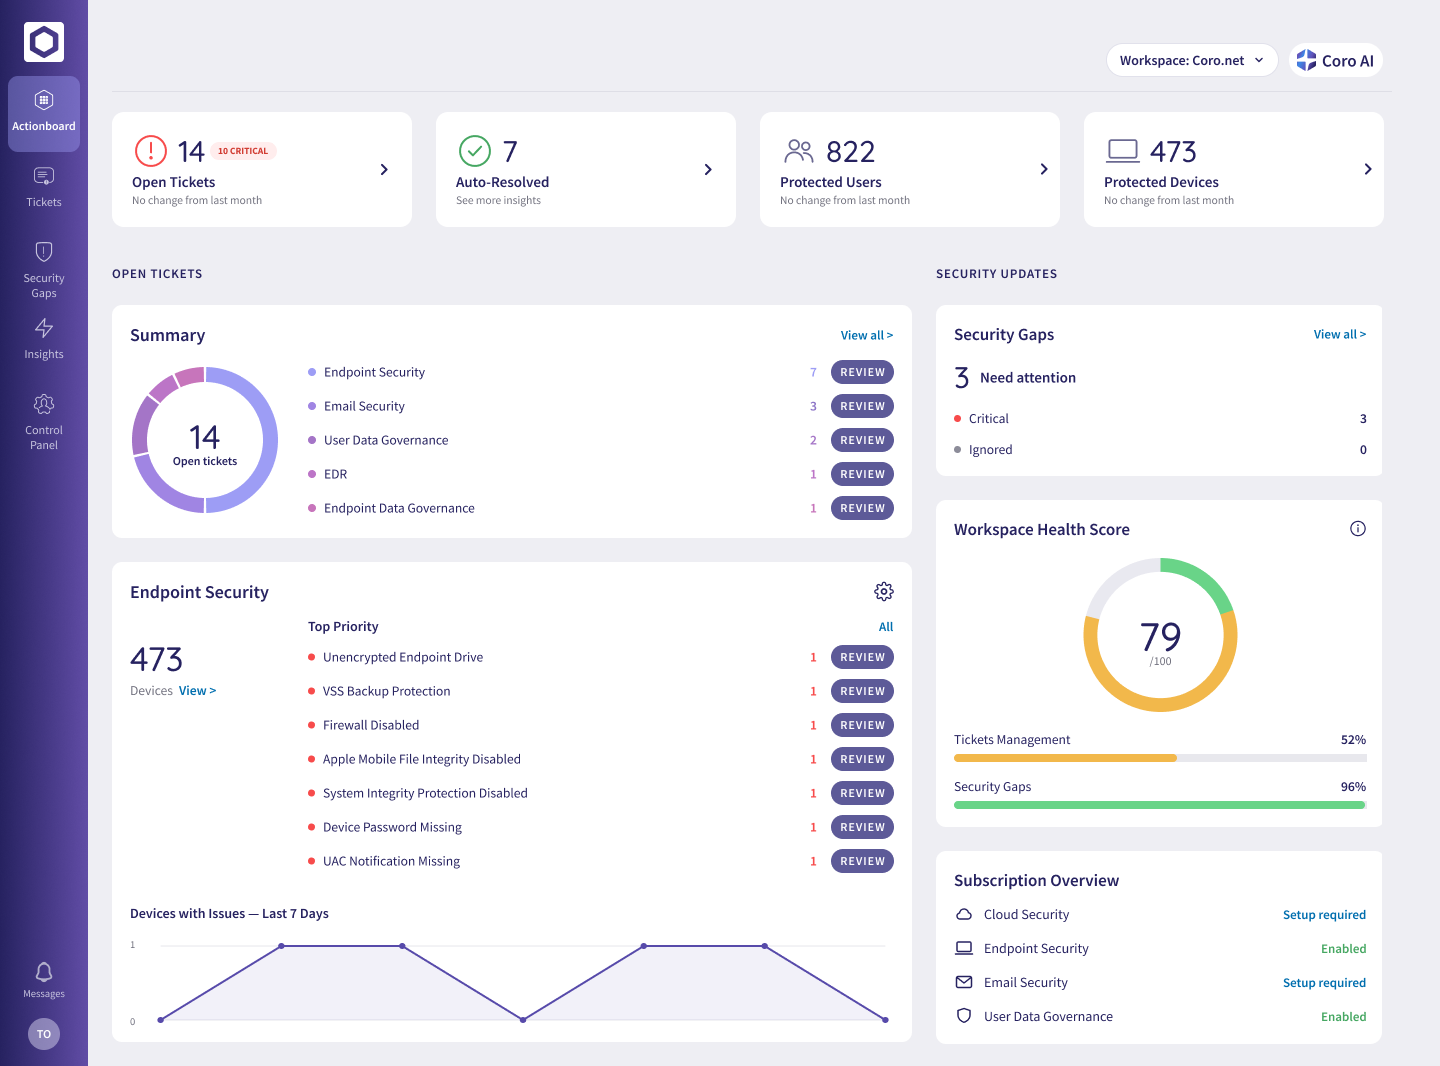 Workspace: Coro.net
Coro AI
Actionboard
Tickets
Security
Gaps
Insights
Control
Panel
Messages
TO
14 10 CRITICAL
Open Tickets
No change from last month
7
Auto-Resolved
See more insights
822
Protected Users
No change from last month
473
Protected Devices
No change from last month
OPEN TICKETS
Summary View all >
14
Open tickets
Endpoint Security 7 REVIEW
Email Security 3 REVIEW
User Data Governance 2 REVIEW
EDR 1 REVIEW
Endpoint Data Governance 1 REVIEW
Endpoint Security
473
Devices View >
Top Priority All
Unencrypted Endpoint Drive 1 REVIEW
VSS Backup Protection 1 REVIEW
Firewall Disabled 1 REVIEW
Apple Mobile File Integrity Disabled 1 REVIEW
System Integrity Protection Disabled 1 REVIEW
Device Password Missing 1 REVIEW
UAC Notification Missing 1 REVIEW
Devices with Issues — Last 7 Days
1
0
SECURITY UPDATES
Security Gaps View all >
3 Need attention
Critical 3
Ignored 0
Workspace Health Score
79
/100
Tickets Management 52%
Security Gaps 96%
Subscription Overview
Cloud Security Setup required
Endpoint Security Enabled
Email Security Setup required
User Data Governance Enabled